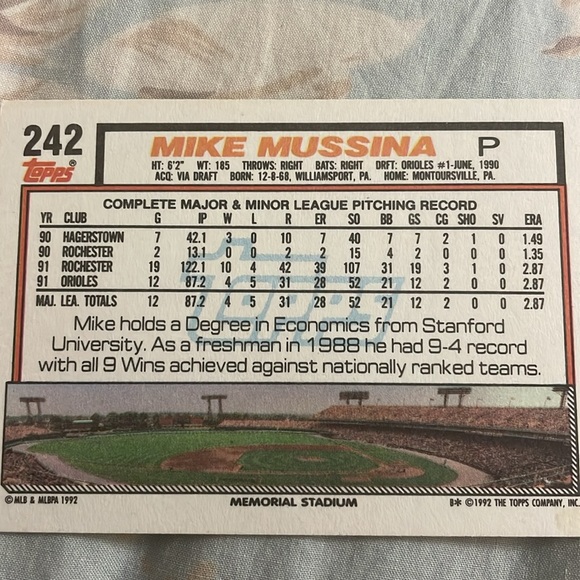 242 MIKE MUSSINA P
Topps®
HT: 6'2" WT: 185 THROWS: RIGHT BATS: RIGHT DRFT: ORIOLES #1-JUNE, 1990
ACQ: VIA DRAFT BORN: 12-8-68, WILLIAMSPORT, PA. HOME: MONTOURSVILLE, PA.
COMPLETE MAJOR & MINOR LEAGUE PITCHING RECORD
YR CLUB G IP W L R ER SO BB GS CG SHO SV ERA
90 HAGERSTOWN 7 42.1 3 0 10 7 40 7 7 2 1 0 1.49
90 ROCHESTER 2 13.1 0 0 2 2 15 4 2 0 0 0 1.35
91 ROCHESTER 19 122.1 10 4 42 39 107 31 19 3 1 0 2.87
91 ORIOLES 12 87.2 4 5 31 28 52 21 12 2 0 0 2.87
MAJ. LEA. TOTALS 12 87.2 4 5 31 28 52 21 12 2 0 0 2.87
Topps
Mike holds a Degree in Economics from Stanford
University. As a freshman in 1988 he had 9-4 record
with all 9 Wins achieved against nationally ranked teams.
© MLB & MLBPA 1992 MEMORIAL STADIUM B* © 1992 THE TOPPS COMPANY, INC.